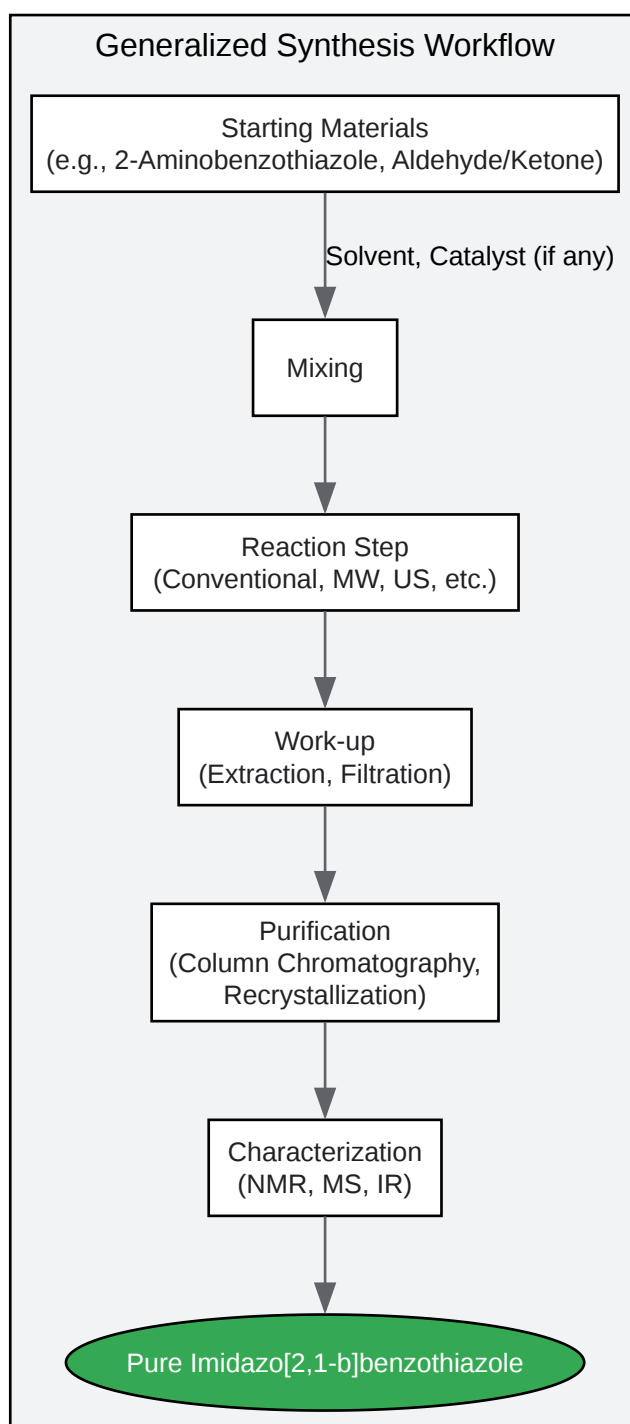 Generalized Synthesis Workflow
Starting Materials
(e.g., 2-Aminobenzothiazole, Aldehyde/Ketone)
Solvent, Catalyst (if any)
Mixing
Reaction Step
(Conventional, MW, US, etc.)
Work-up
(Extraction, Filtration)
Purification
(Column Chromatography,
Recrystallization)
Characterization
(NMR, MS, IR)
Pure Imidazo[2,1-b]benzothiazole